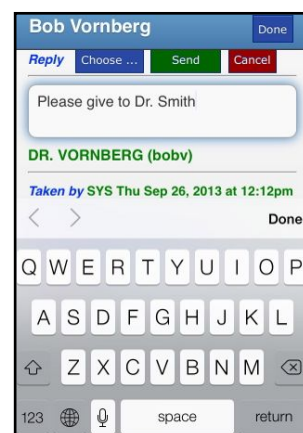 Bob Vornberg Done
Reply Choose ... Send Cancel
Please give to Dr. Smith
DR. VORNBERG (bobv)
Taken by SYS Thu Sep 26, 2013 at 12:12pm
Done
Q W E R T Y U I O P
A S D F G H J K L
Z X C V B N M
123 space return